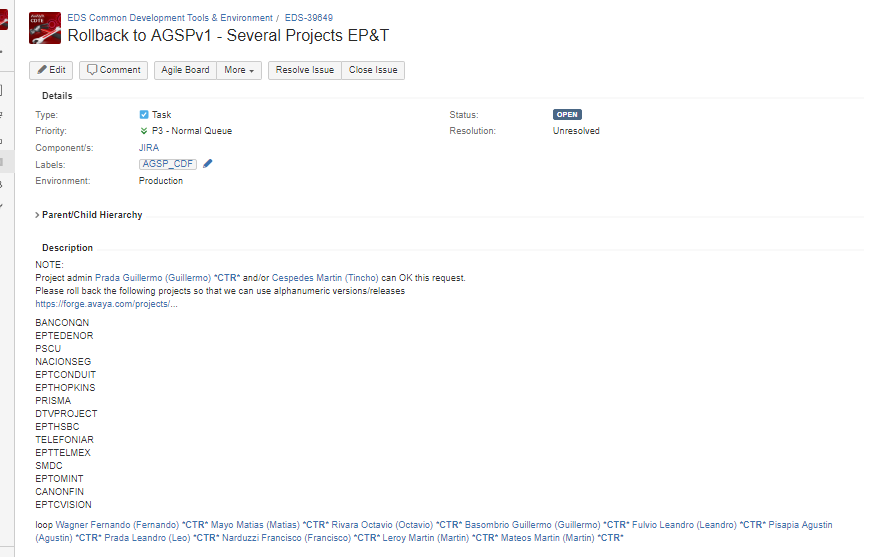 AVAYA
CDTE
EDS Common Development Tools & Environment / EDS-39649
Rollback to AGSPv1 - Several Projects EP&T
Edit Comment Agile Board More Resolve Issue Close Issue
Details
Type: Task Status: OPEN
Priority: P3 - Normal Queue Resolution: Unresolved
Component/s: JIRA
Labels: AGSP_CDF
Environment: Production
Parent/Child Hierarchy
Description
NOTE:
Project admin Prada Guillermo (Guillermo) *CTR* and/or Cespedes Martin (Tincho) can OK this request.
Please roll back the following projects so that we can use alphanumeric versions/releases
https://forge.avaya.com/projects/...
BANCONQN
EPTEDENOR
PSCU
NACIONSEG
EPTCONDUIT
EPTHOPKINS
PRISMA
DTVPROJECT
EPTHSBC
TELEFONIAR
EPTTELMEX
SMDC
EPTOMINT
CANONFIN
EPTCVISION
loop Wagner Fernando (Fernando) *CTR* Mayo Matías (Matias) *CTR* Rivara Octavio (Octavio) *CTR* Basombrio Guillermo (Guillermo) *CTR* Fulvio Leandro (Leandro) *CTR* Pisapia Agustin
(Agustin) *CTR* Prada Leandro (Leo) *CTR* Narduzzi Francisco (Francisco) *CTR* Leroy Martin (Martin) *CTR* Mateos Martin (Martin) *CTR*